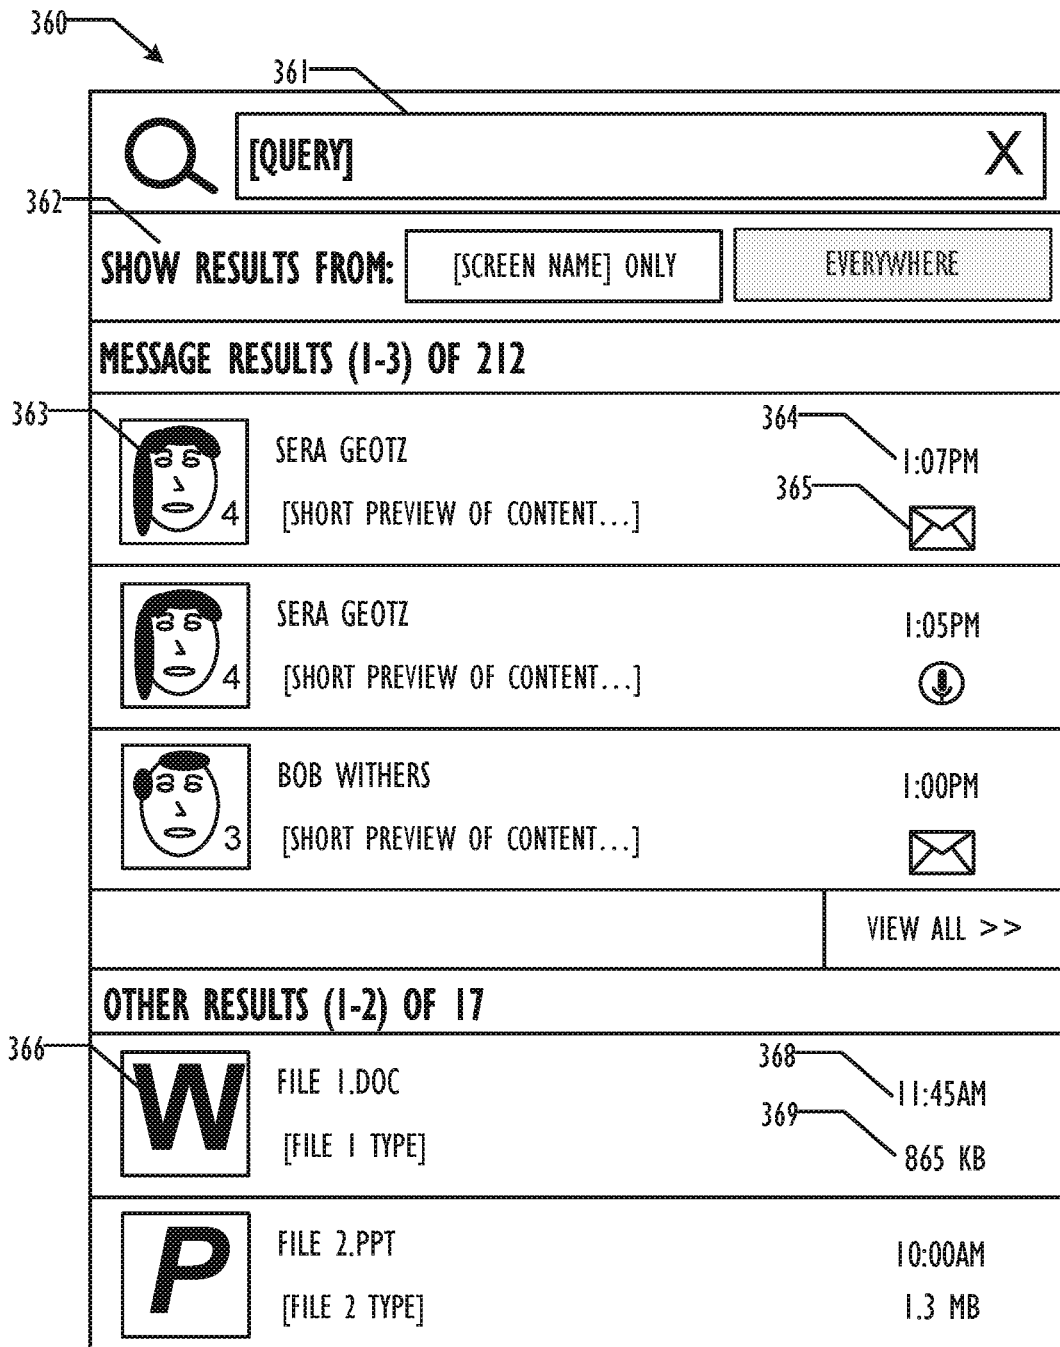 360
361
[QUERY] X
362
SHOW RESULTS FROM: [SCREEN NAME] ONLY EVERYWHERE
MESSAGE RESULTS (1-3) OF 212
363
364
SERA GEOTZ 1:07PM
365
4 [SHORT PREVIEW OF CONTENT...]
SERA GEOTZ 1:05PM
4 [SHORT PREVIEW OF CONTENT...]
BOB WITHERS 1:00PM
3 [SHORT PREVIEW OF CONTENT...]
VIEW ALL >>
OTHER RESULTS (1-2) OF 17
366
368
W FILE 1.DOC 11:45AM
369
[FILE 1 TYPE] 865 KB
P FILE 2.PPT 10:00AM
[FILE 2 TYPE] 1.3 MB